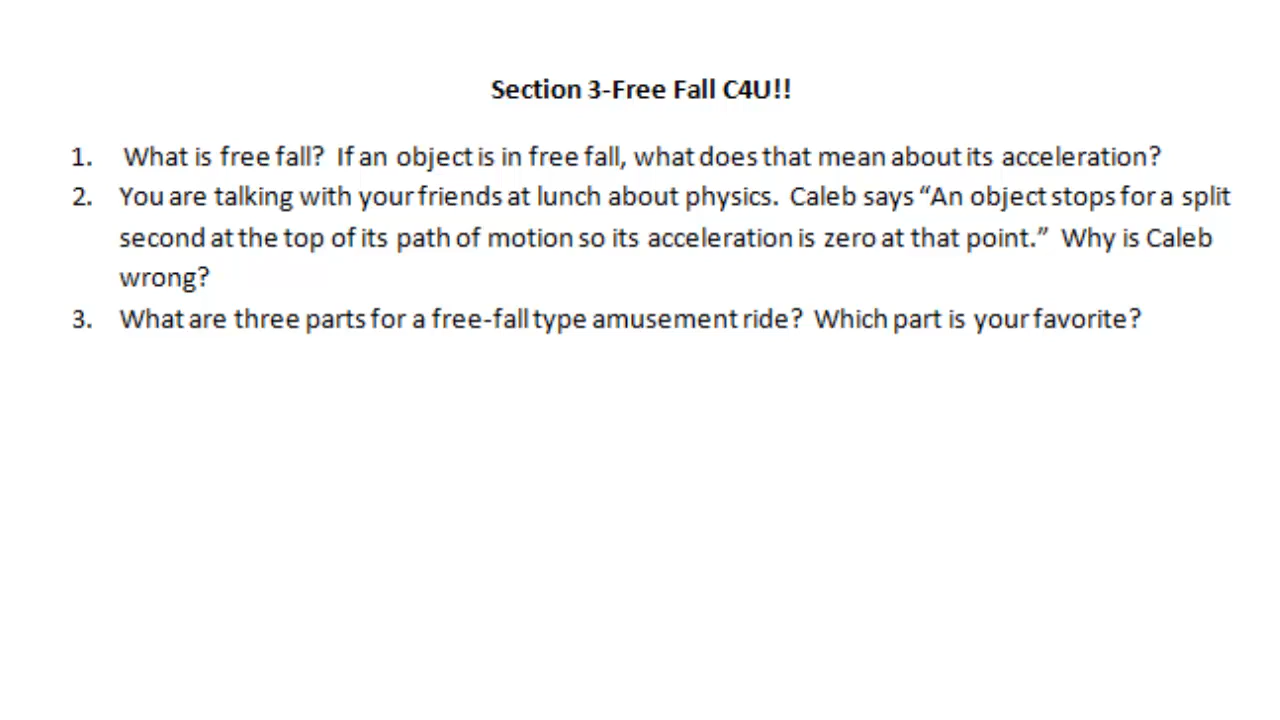 Section 3-Free Fall C4U!!
1. What is free fall? If an object is in free fall, what does that mean about its acceleration?
2. You are talking with your friends at lunch about physics. Caleb says “An object stops for a split
second at the top of its path of motion so its acceleration is zero at that point.” Why is Caleb
wrong?
3. What are three parts for a free-fall type amusement ride? Which part is your favorite?